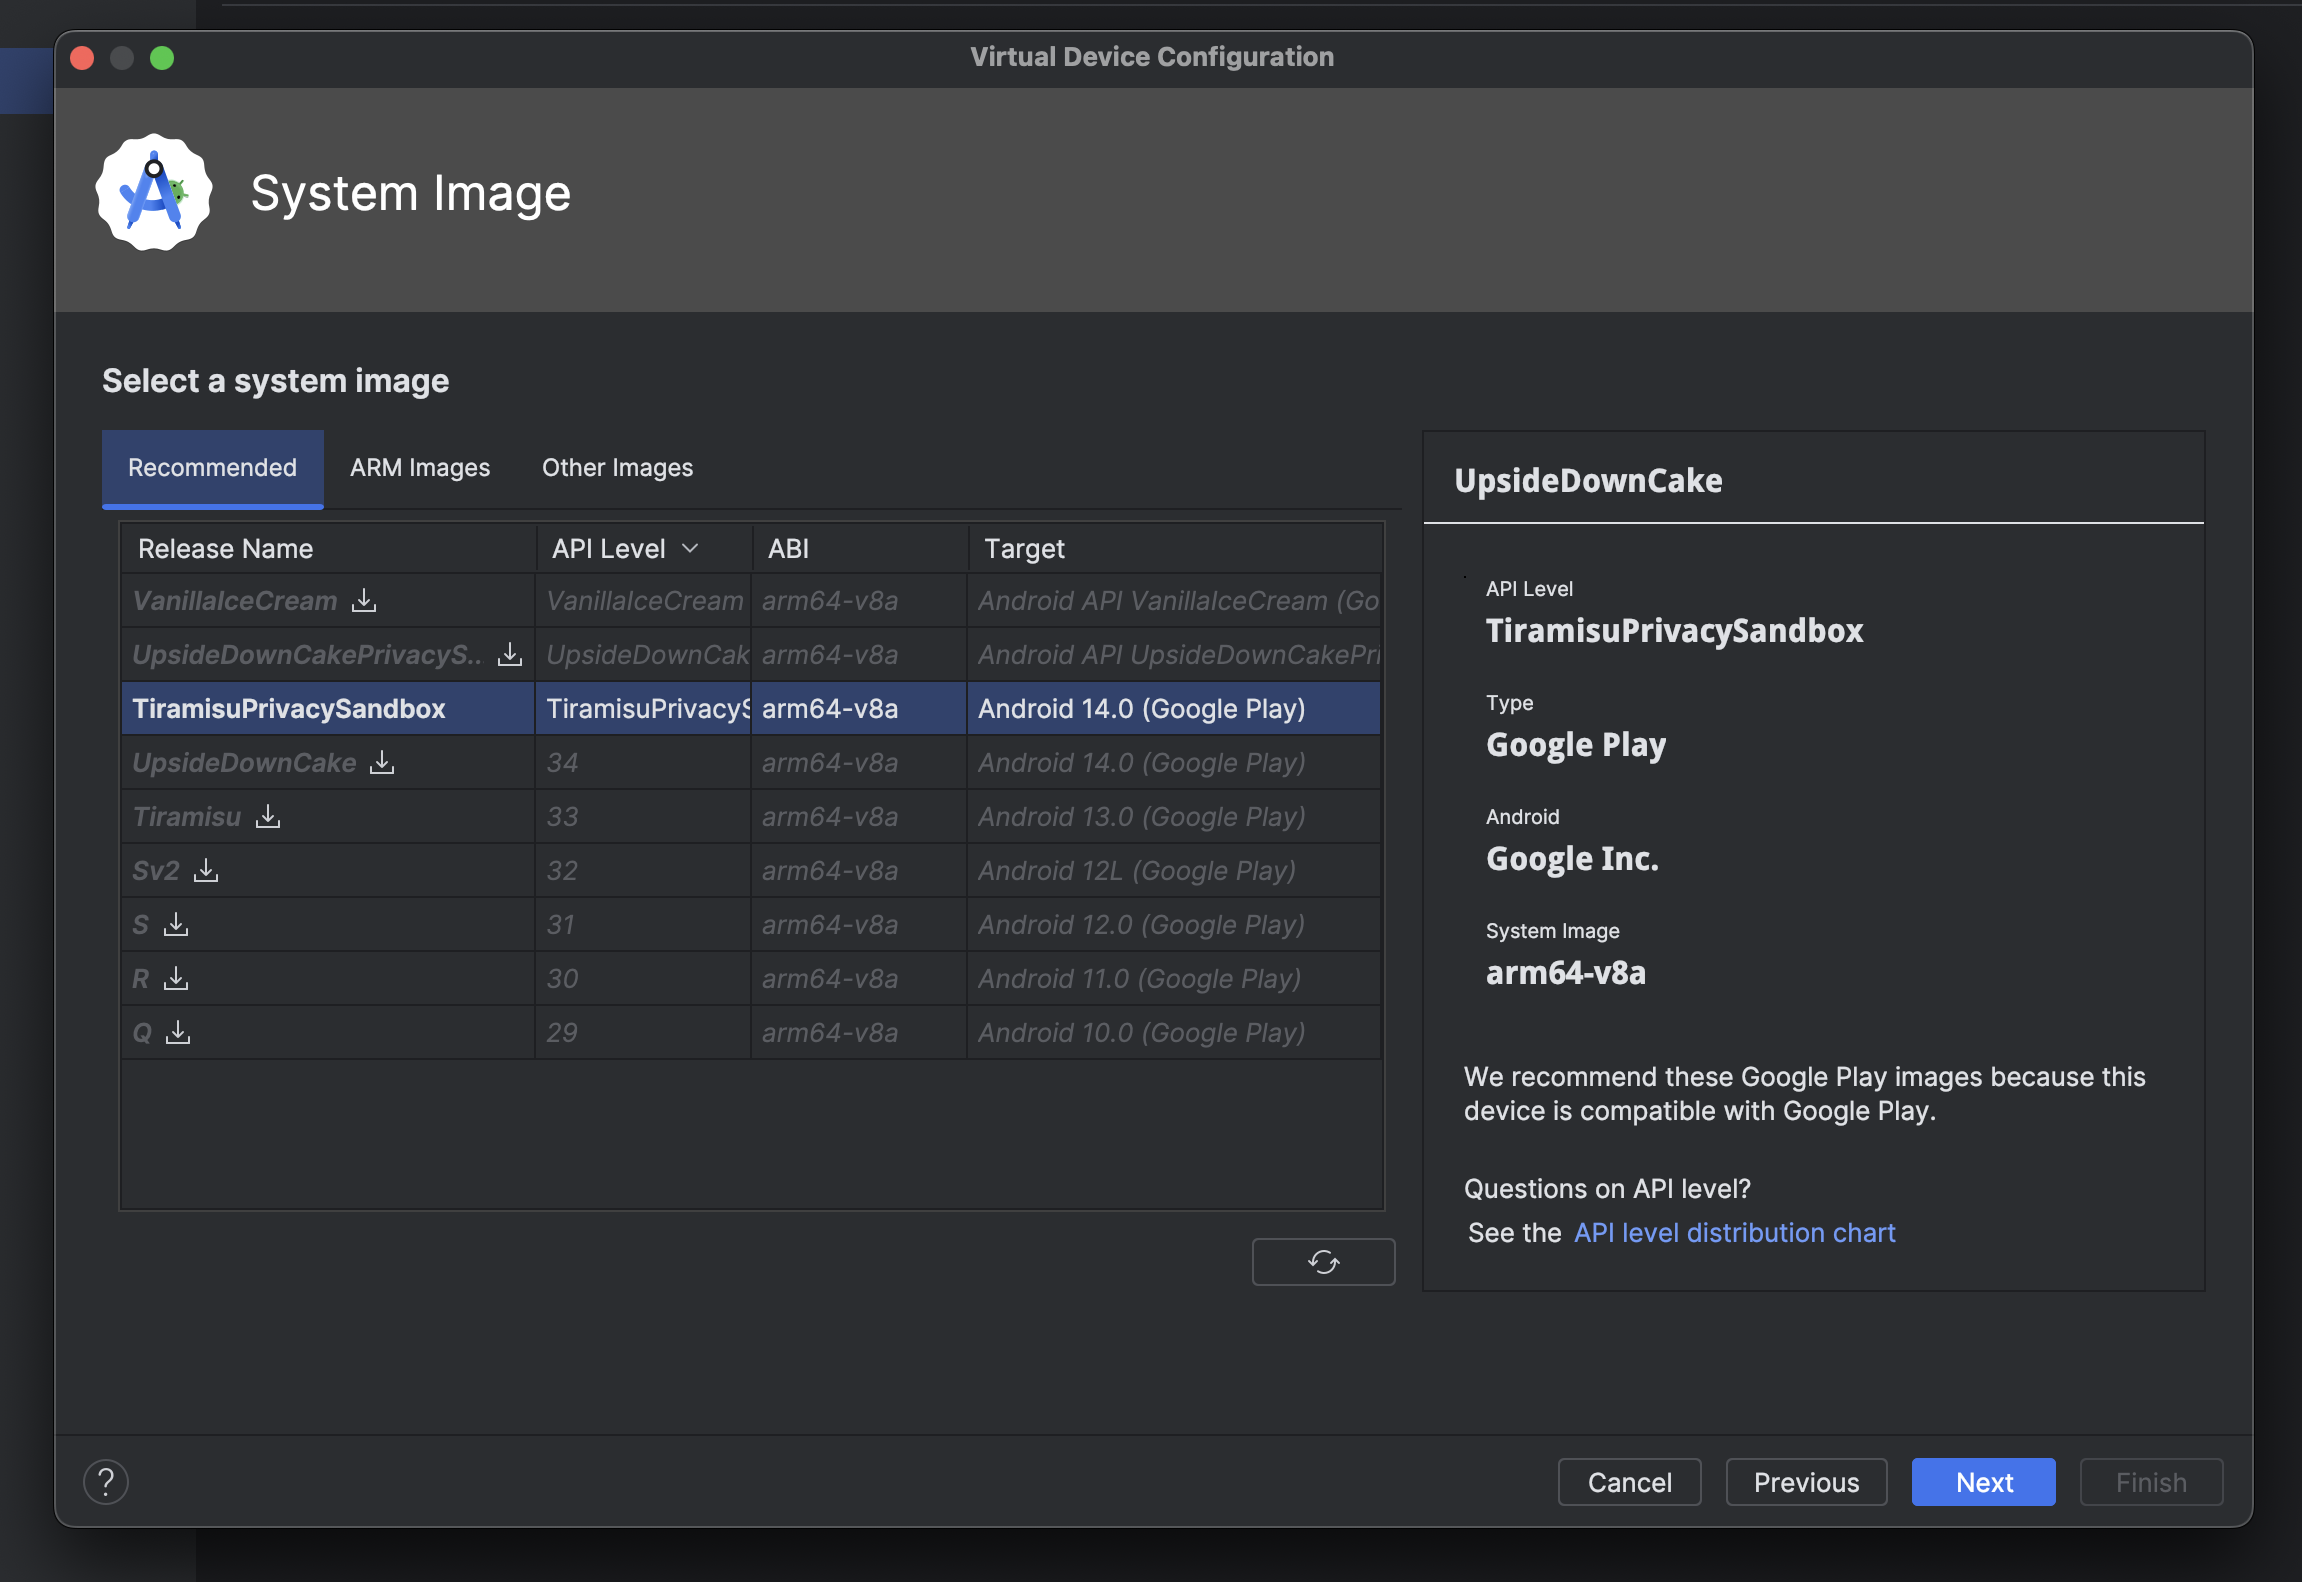 Virtual Device Configuration
System Image
Select a system image
Recommended ARM Images Other Images
Release Name API Level ABI Target
VanillaIceCream VanillaIceCream arm64-v8a Android API VanillaIceCream (Go
UpsideDownCakePrivacyS... UpsideDownCak arm64-v8a Android API UpsideDownCakePri
TiramisuPrivacySandbox TiramisuPrivacyS arm64-v8a Android 14.0 (Google Play)
UpsideDownCake 34 arm64-v8a Android 14.0 (Google Play)
Tiramisu 33 arm64-v8a Android 13.0 (Google Play)
Sv2 32 arm64-v8a Android 12L (Google Play)
S 31 arm64-v8a Android 12.0 (Google Play)
R 30 arm64-v8a Android 11.0 (Google Play)
Q 29 arm64-v8a Android 10.0 (Google Play)
UpsideDownCake
API Level
TiramisuPrivacySandbox
Type
Google Play
Android
Google Inc.
System Image
arm64-v8a
We recommend these Google Play images because this
device is compatible with Google Play.
Questions on API level?
See the API level distribution chart
? Cancel Previous Next Finish